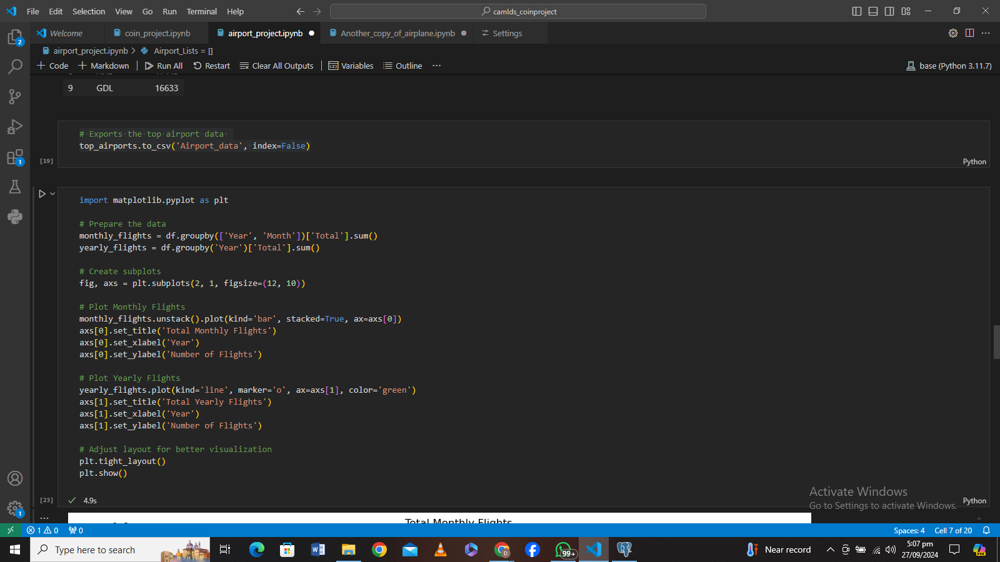 File Edit Selection View Go Run Terminal Help
camlds_coinproject
Welcome
coin_project.ipynb
airport_project.ipynb
Another_copy_of_airplane.ipynb
Settings
airport_project.ipynb > Airport_Lists = []
+ Code + Markdown | Run All Restart Clear All Outputs | Variables Outline ...
base (Python 3.11.7)
9 GDL 16633
# Exports the top airport data
top_airports.to_csv('Airport_data', index=False)
[19]
Python
import matplotlib.pyplot as plt
# Prepare the data
monthly_flights = df.groupby(['Year', 'Month'])['Total'].sum()
yearly_flights = df.groupby('Year')['Total'].sum()
# Create subplots
fig, axs = plt.subplots(2, 1, figsize=(12, 10))
# Plot Monthly Flights
monthly_flights.unstack().plot(kind='bar', stacked=True, ax=axs[0])
axs[0].set_title('Total Monthly Flights')
axs[0].set_xlabel('Year')
axs[0].set_ylabel('Number of Flights')
# Plot Yearly Flights
yearly_flights.plot(kind='line', marker='o', ax=axs[1], color='green')
axs[1].set_title('Total Yearly Flights')
axs[1].set_xlabel('Year')
axs[1].set_ylabel('Number of Flights')
# Adjust layout for better visualization
plt.tight_layout()
plt.show()
[23]
4.9s
Python
Activate Windows
Go to Settings to activate Windows.
Total Monthly Flights
1 0 0
Spaces: 4 Cell 7 of 20
Type here to search
99+
Near record
5:07 pm
27/09/2024